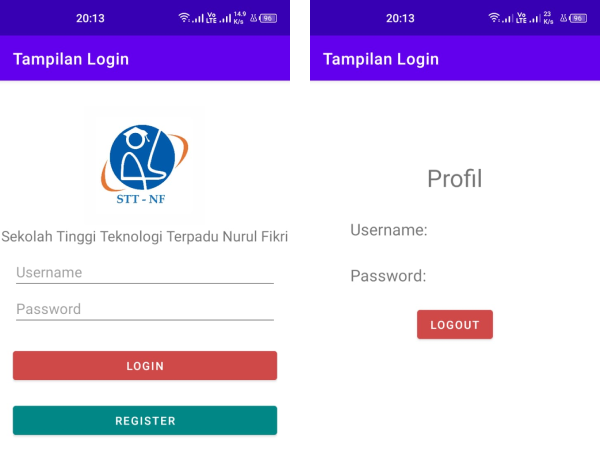 20:13
Vo
LTE
14.9
K/s
96
Tampilan Login
STT - NF
Sekolah Tinggi Teknologi Terpadu Nurul Fikri
Username
Password
LOGIN
REGISTER
20:13
Vo
LTE
23
K/s
96
Tampilan Login
Profil
Username:
Password:
LOGOUT